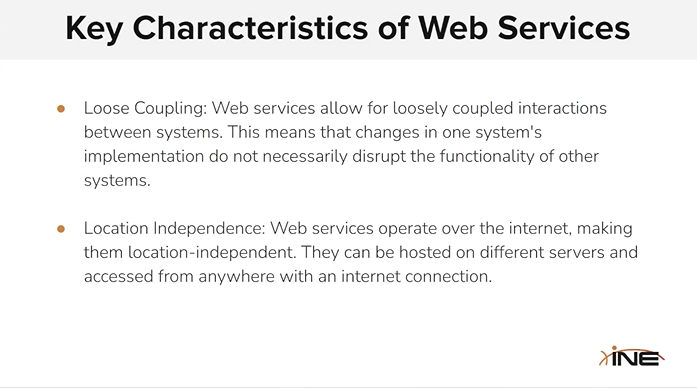 Key Characteristics of Web Services
● Loose Coupling: Web services allow for loosely coupled interactions
between systems. This means that changes in one system's
implementation do not necessarily disrupt the functionality of other
systems.
● Location Independence: Web services operate over the internet, making
them location-independent. They can be hosted on different servers and
accessed from anywhere with an internet connection.
iNE